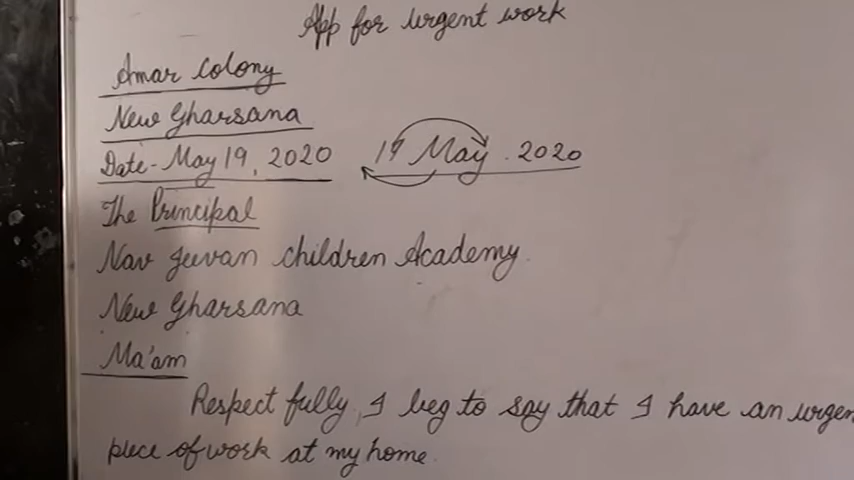 App for urgent work
Amar Colony
New Gharsana
Date - May 19, 2020 19 May . 2020
The Principal
Nav Jeevan children Academy
New Gharsana
Ma'am
Respect fully, I beg to say that I have an urgen
piece of work at my home.